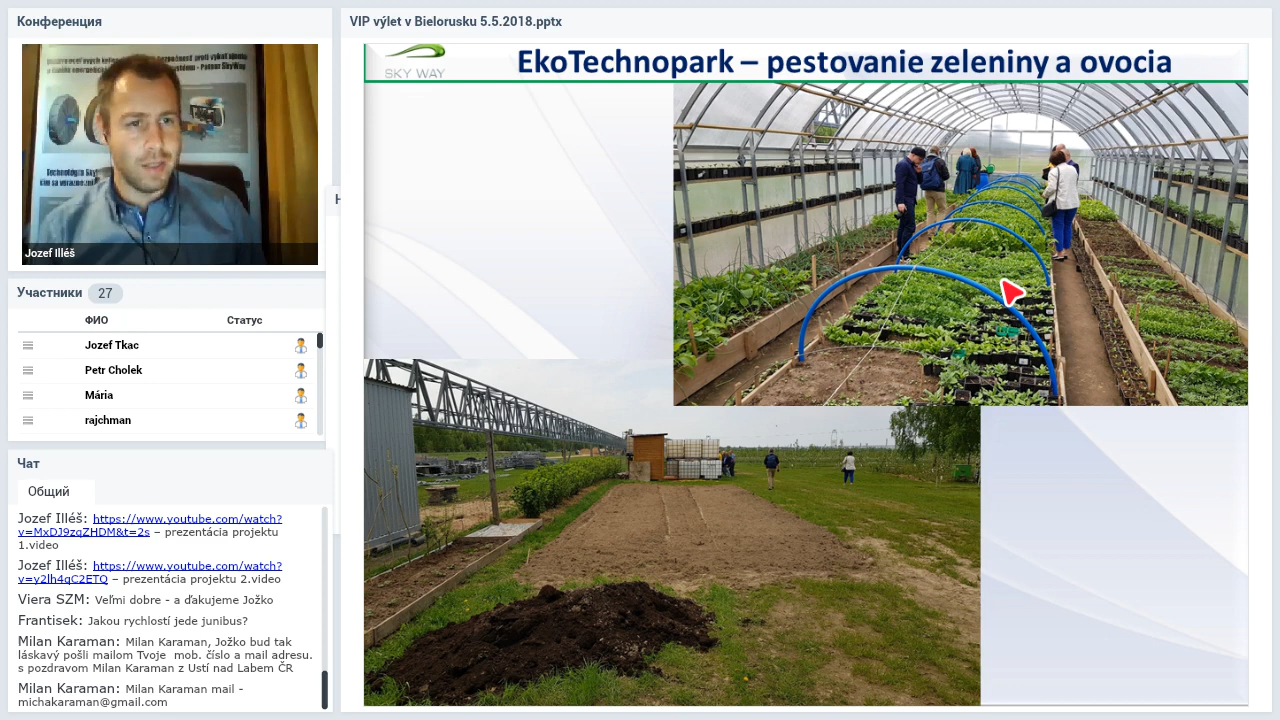 Конференция
Jozef Illéš
Участники 27
ФИО Статус
Jozef Tkac
Petr Cholek
Mária
rajchman
Чат
Общий
Jozef Illéš: https://www.youtube.com/watch?
v=MxDJ9zqZHDM&t=2s – prezentácia projektu
1.video
Jozef Illéš: https://www.youtube.com/watch?
v=y2lh4qC2ETQ – prezentácia projektu 2.video
Viera SZM: Veľmi dobre - a ďakujeme Jožko
Frantisek: Jakou rychlostí jede junibus?
Milan Karaman: Milan Karaman, Jožko bud tak
láskavý pošli mailom Tvoje mob. číslo a mail adresu.
s pozdravom Milan Karaman z Ustí nad Labem ČR
Milan Karaman: Milan Karaman mail -
michakaraman@gmail.com
VIP výlet v Bielorusku 5.5.2018.pptx
SKY WAY
EkoTechnopark – pestovanie zeleniny a ovocia